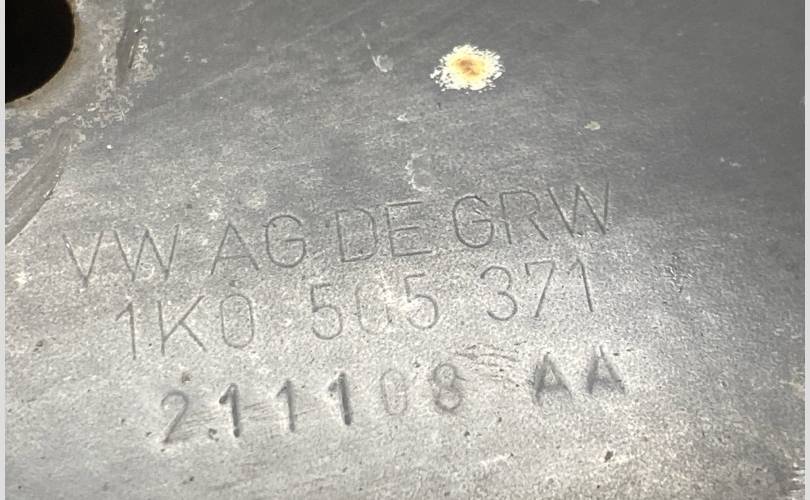 VW AG DE GRW
1K0 505 371
211108 AA